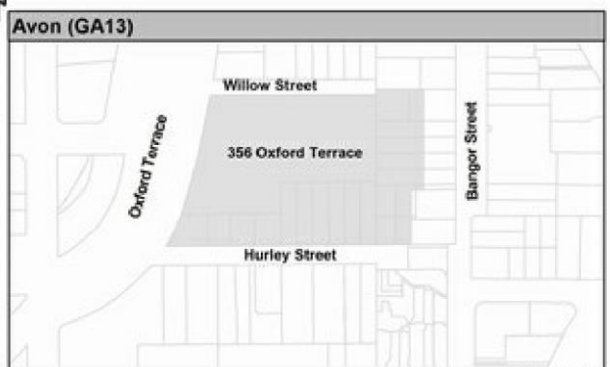 Avon (GA13)
Willow Street
356 Oxford Terrace
Oxford Terrace
Bangor Street
Hurley Street